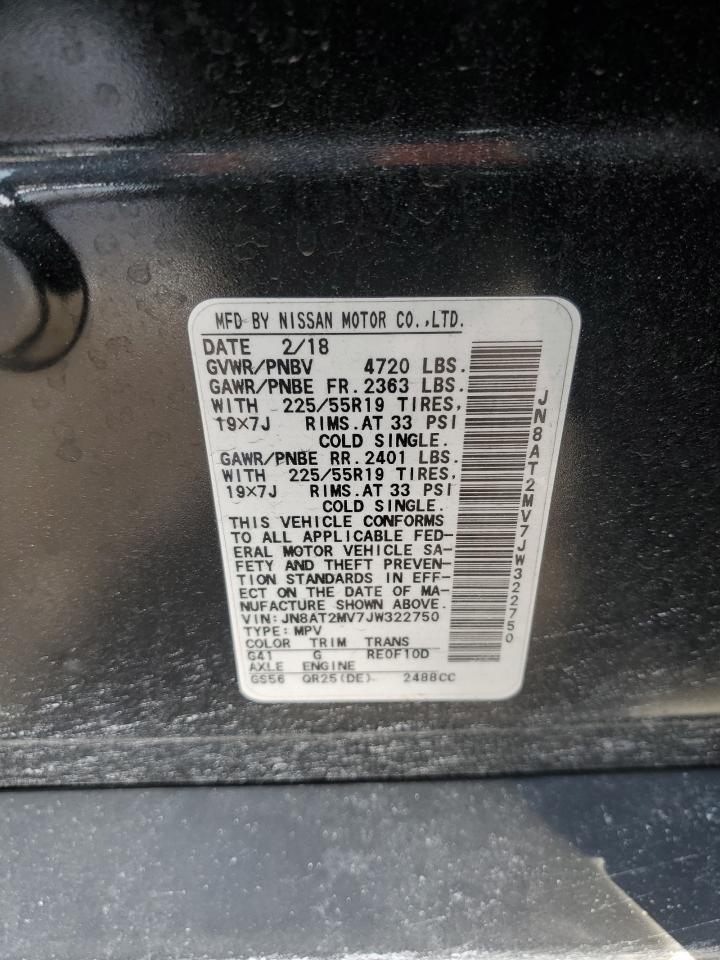 MFD BY NISSAN MOTOR CO.,LTD.
DATE 2/18
GVWR/PNBV 4720 LBS.
GAWR/PNBE FR.2363 LBS.
WITH 225/55R19 TIRES,
19×7J RIMS.AT 33 PSI
COLD SINGLE.
GAWR/PNBE RR.2401 LBS.
WITH 225/55R19 TIRES,
19×7J RIMS.AT 33 PSI
COLD SINGLE.
THIS VEHICLE CONFORMS
TO ALL APPLICABLE FED–
ERAL MOTOR VEHICLE SA–
FETY AND THEFT PREVEN–
TION STANDARDS IN EFF–
ECT ON THE DATE OF MA–
NUFACTURE SHOWN ABOVE.
VIN:JN8AT2MV7JW322750
TYPE:MPV
COLOR TRIM TRANS
G41 G RE0F10D
AXLE ENGINE
GS56 QR25(DE) 2488CC
JN8AT2MV7JW322750